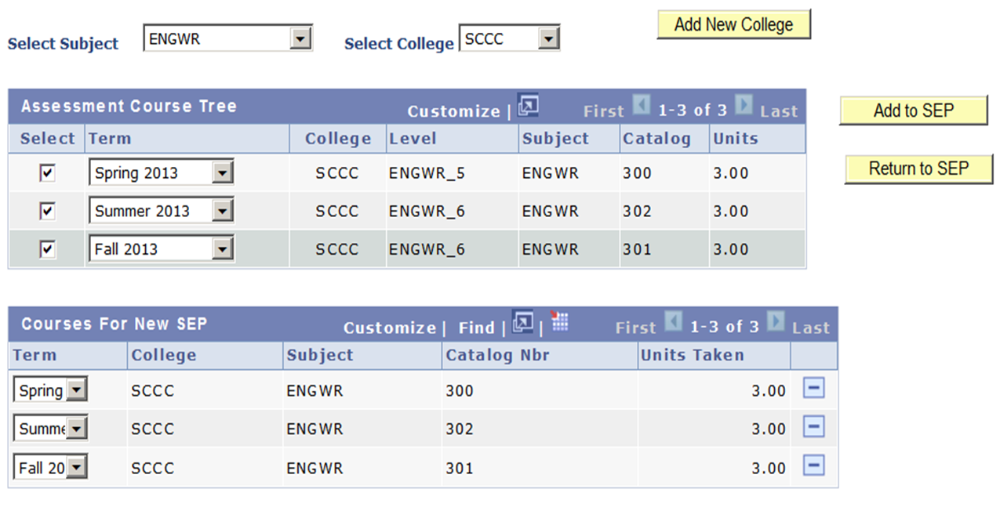 Select Subject ENGWR Select College SCCC Add New College
Assessment Course Tree Customize | First 1-3 of 3 Last
Add to SEP
Select Term College Level Subject Catalog Units
Spring 2013 SCCC ENGWR_5 ENGWR 300 3.00
Return to SEP
Summer 2013 SCCC ENGWR_6 ENGWR 302 3.00
Fall 2013 SCCC ENGWR_6 ENGWR 301 3.00
Courses For New SEP Customize | Find | | First 1-3 of 3 Last
Term College Subject Catalog Nbr Units Taken
Spring SCCC ENGWR 300 3.00
Summe SCCC ENGWR 302 3.00
Fall 20 SCCC ENGWR 301 3.00